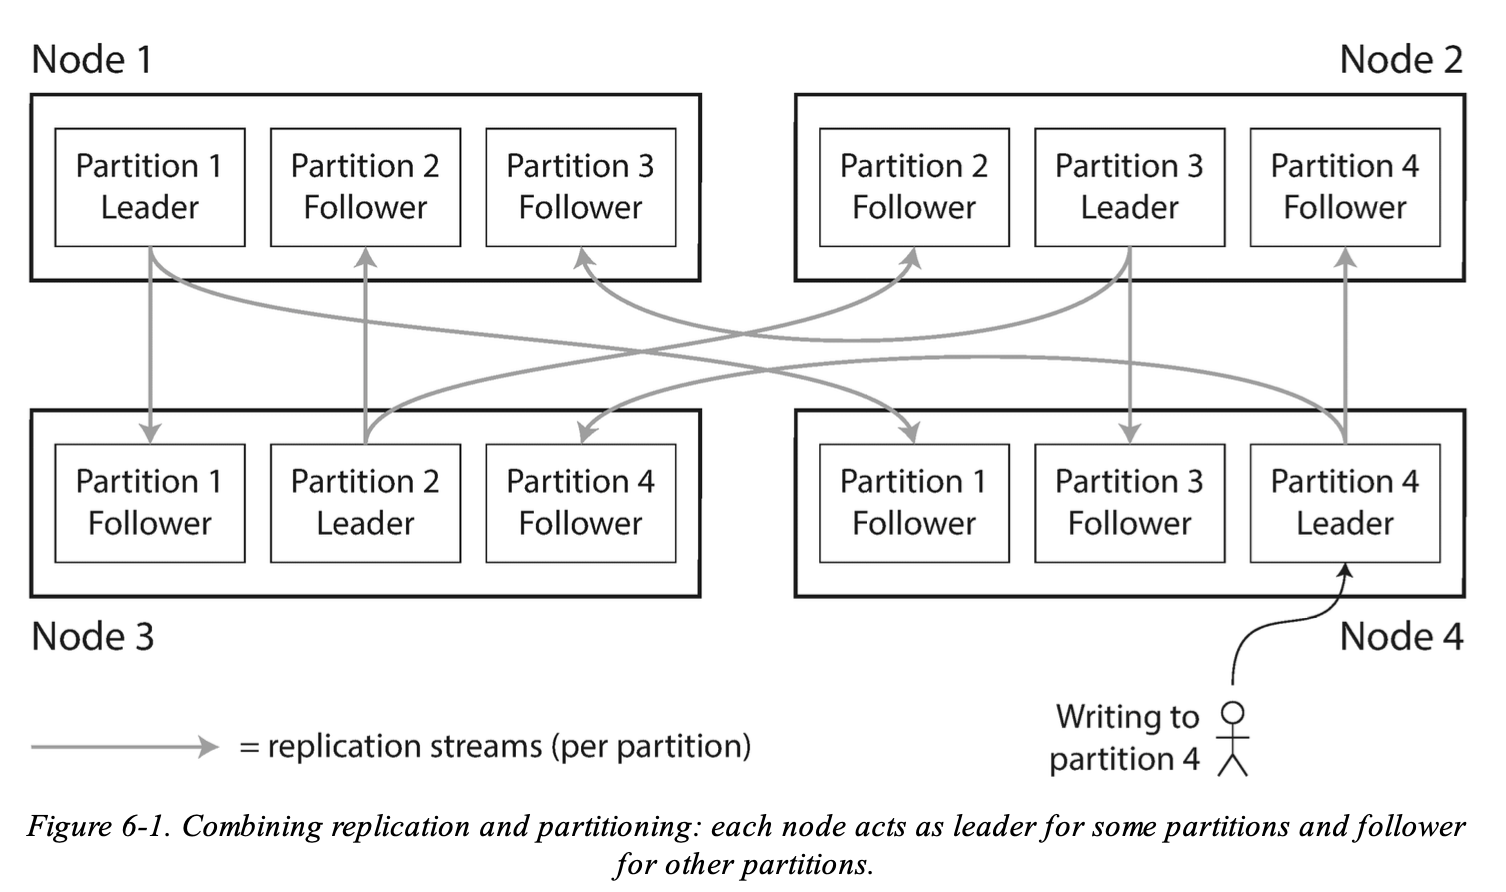 Node 1
Node 2
Partition 1
Leader
Partition 2
Follower
Partition 3
Follower
Partition 2
Follower
Partition 3
Leader
Partition 4
Follower
Partition 1
Follower
Partition 2
Leader
Partition 4
Follower
Partition 1
Follower
Partition 3
Follower
Partition 4
Leader
Node 3
Node 4
Writing to
partition 4
= replication streams (per partition)
Figure 6-1. Combining replication and partitioning: each node acts as leader for some partitions and follower
for other partitions.